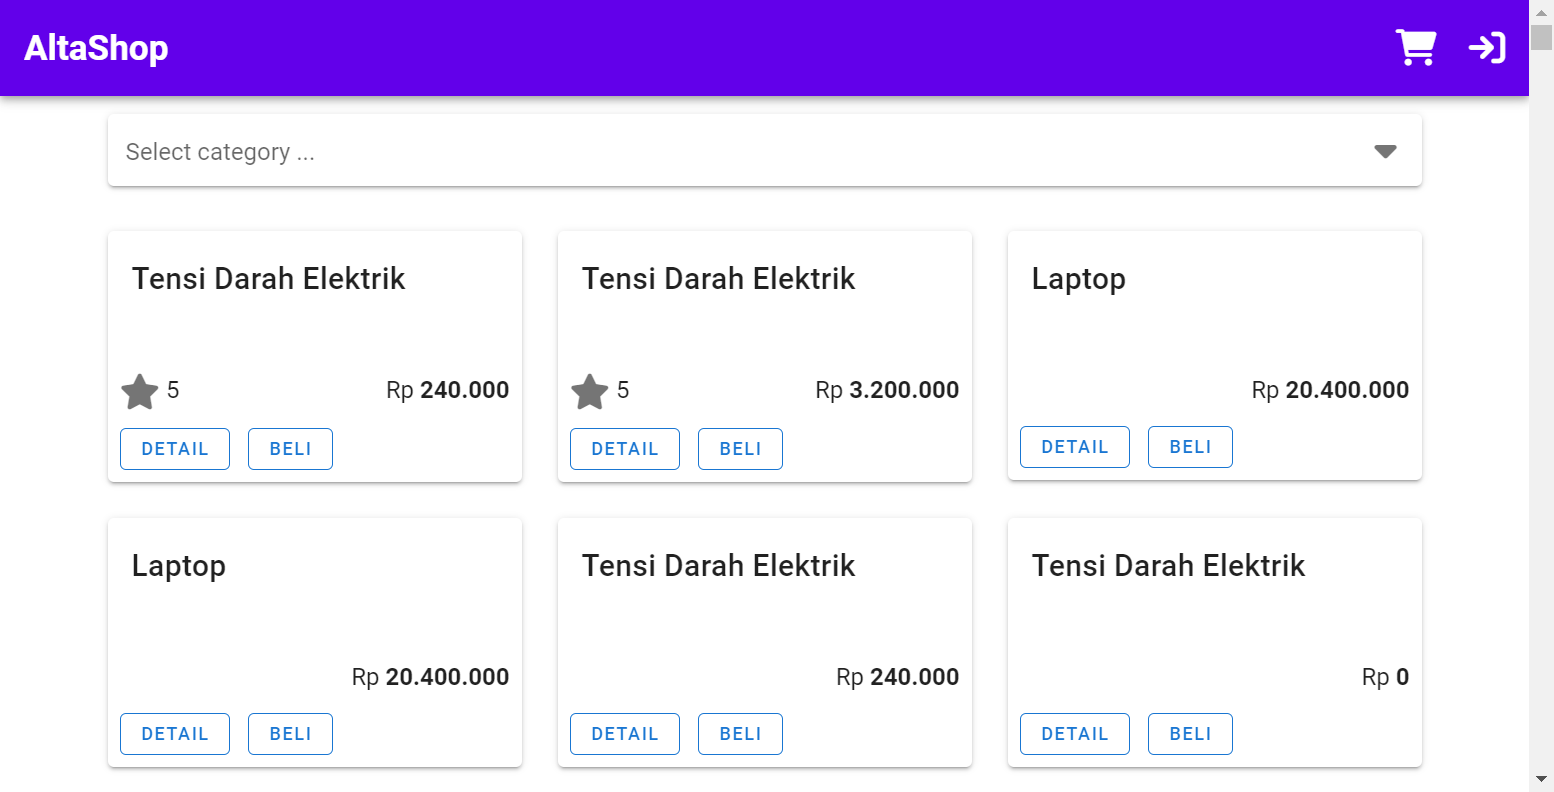 AltaShop
Select category ...
Tensi Darah Elektrik
5
Rp 240.000
DETAIL
BELI
Tensi Darah Elektrik
5
Rp 3.200.000
DETAIL
BELI
Laptop
Rp 20.400.000
DETAIL
BELI
Laptop
Rp 20.400.000
DETAIL
BELI
Tensi Darah Elektrik
Rp 240.000
DETAIL
BELI
Tensi Darah Elektrik
Rp 0
DETAIL
BELI